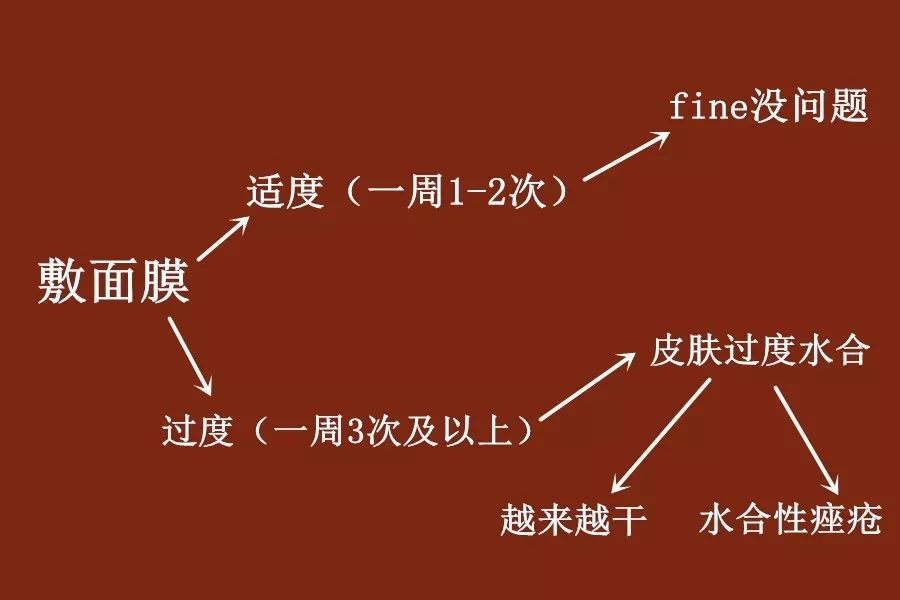 fine没问题
适度（一周1-2次）
敷面膜
皮肤过度水合
过度（一周3次及以上）
越来越干
水合性痤疮